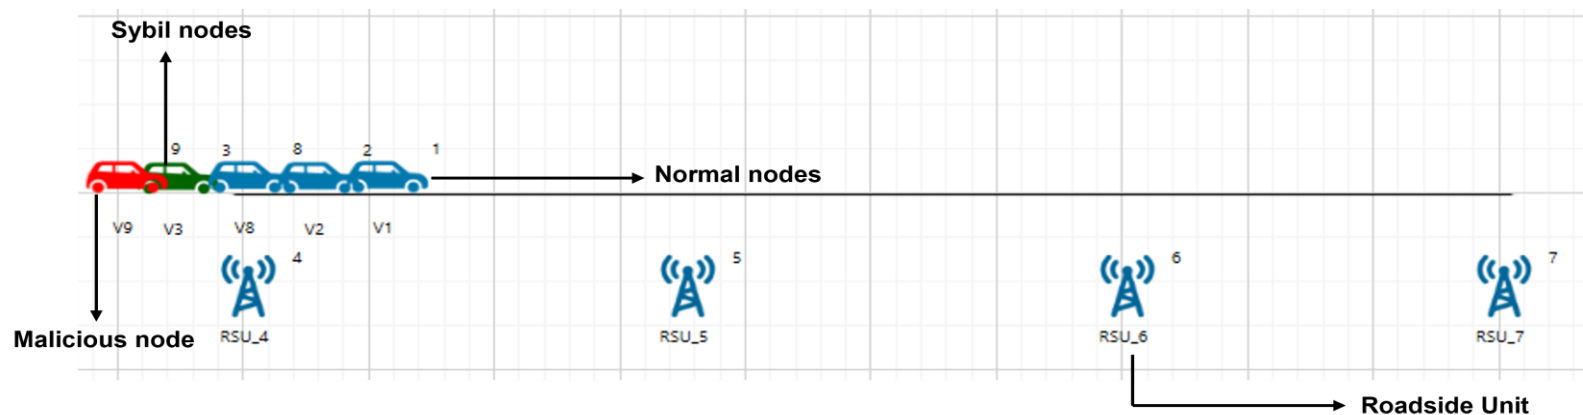 Sybil nodes
9 3 8 2 1
Normal nodes
V9 V3 V8 V2 V1
4 5 6 7
Malicious node RSU_4 RSU_5 RSU_6 RSU_7
Roadside Unit